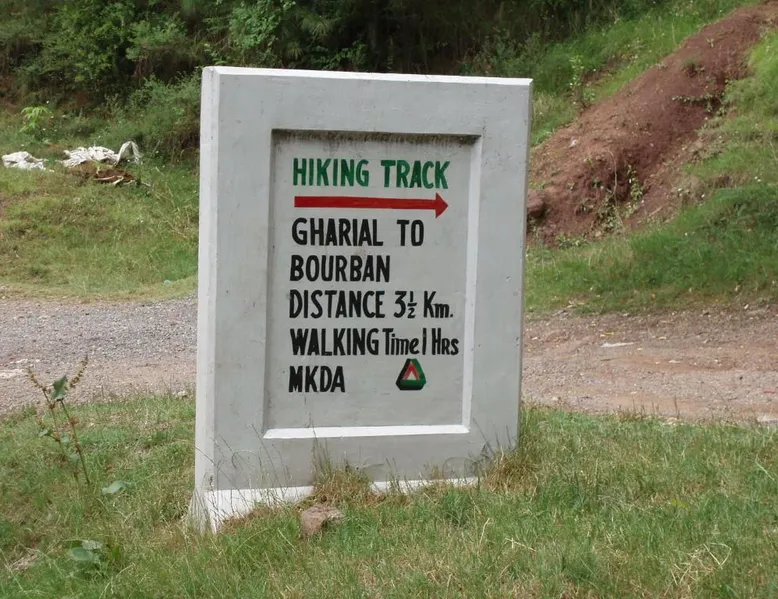 HIKING TRACK
GHARIAL TO
BOURBAN
DISTANCE 3½ Km.
WALKING Time 1 HRS
MKDA